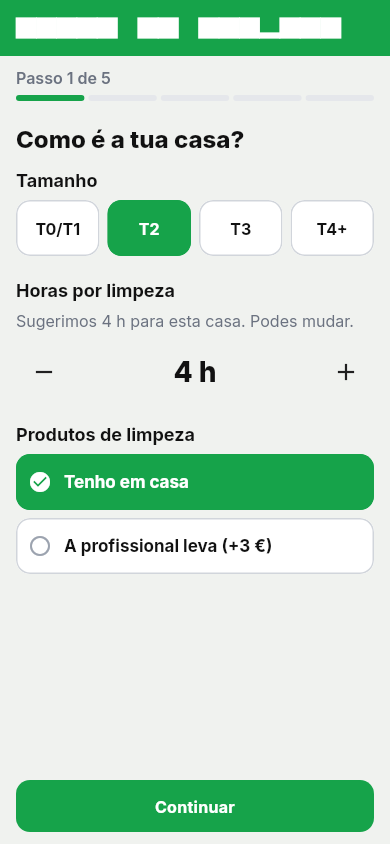 Passo 1 de 5
Como é a tua casa?
Tamanho
T0/T1
T2
T3
T4+
Horas por limpeza
Sugerimos 4 h para esta casa. Podes mudar.
− 4 h +
Produtos de limpeza
Tenho em casa
A profissional leva (+3 €)
Continuar